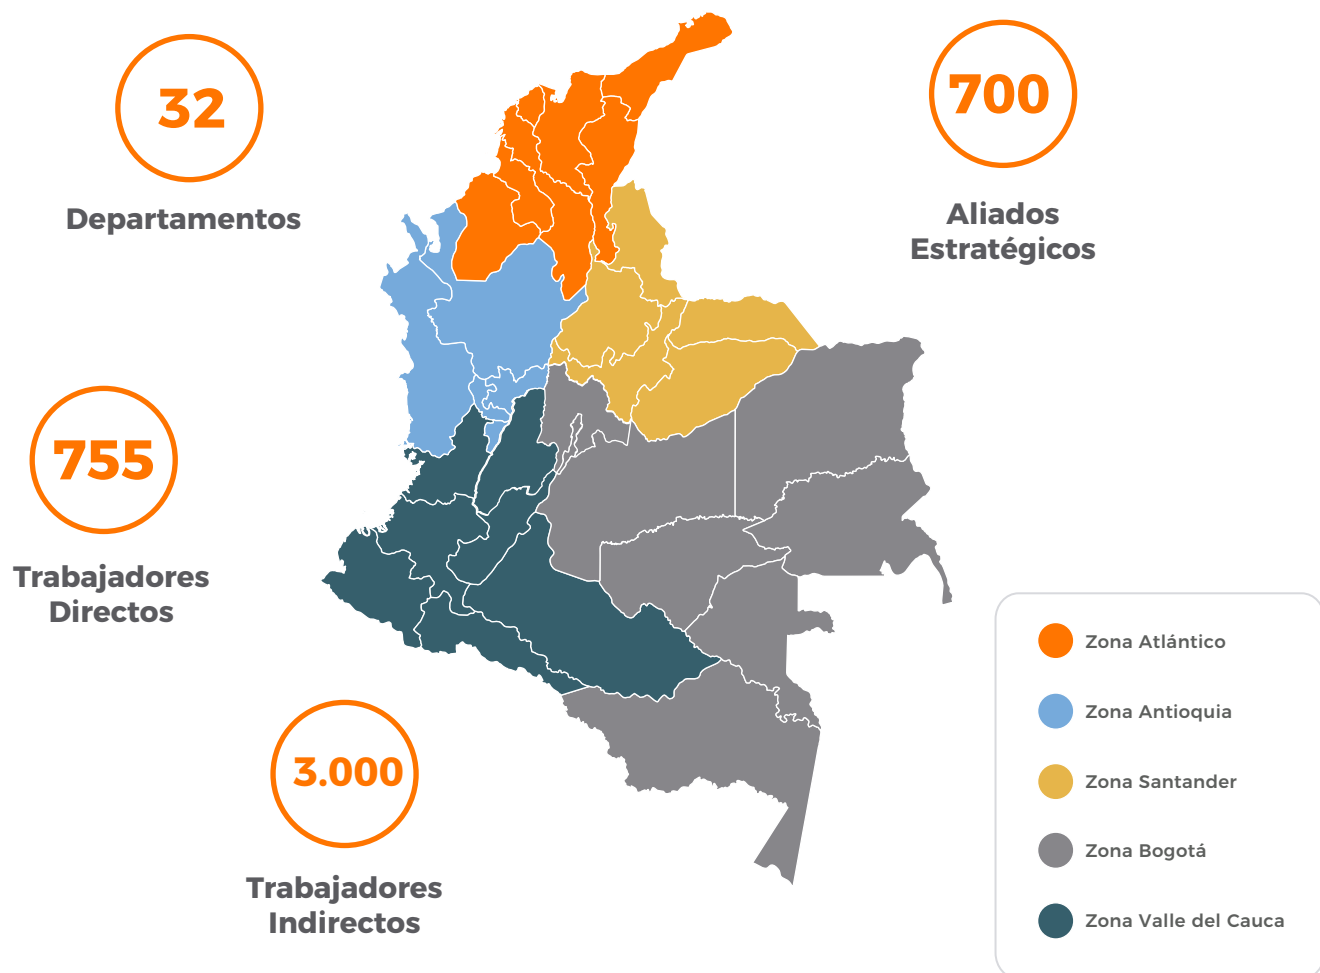 32
Departamentos
700
Aliados
Estratégicos
755
Trabajadores
Directos
3.000
Trabajadores
Indirectos
Zona Atlántico
Zona Antioquia
Zona Santander
Zona Bogotá
Zona Valle del Cauca